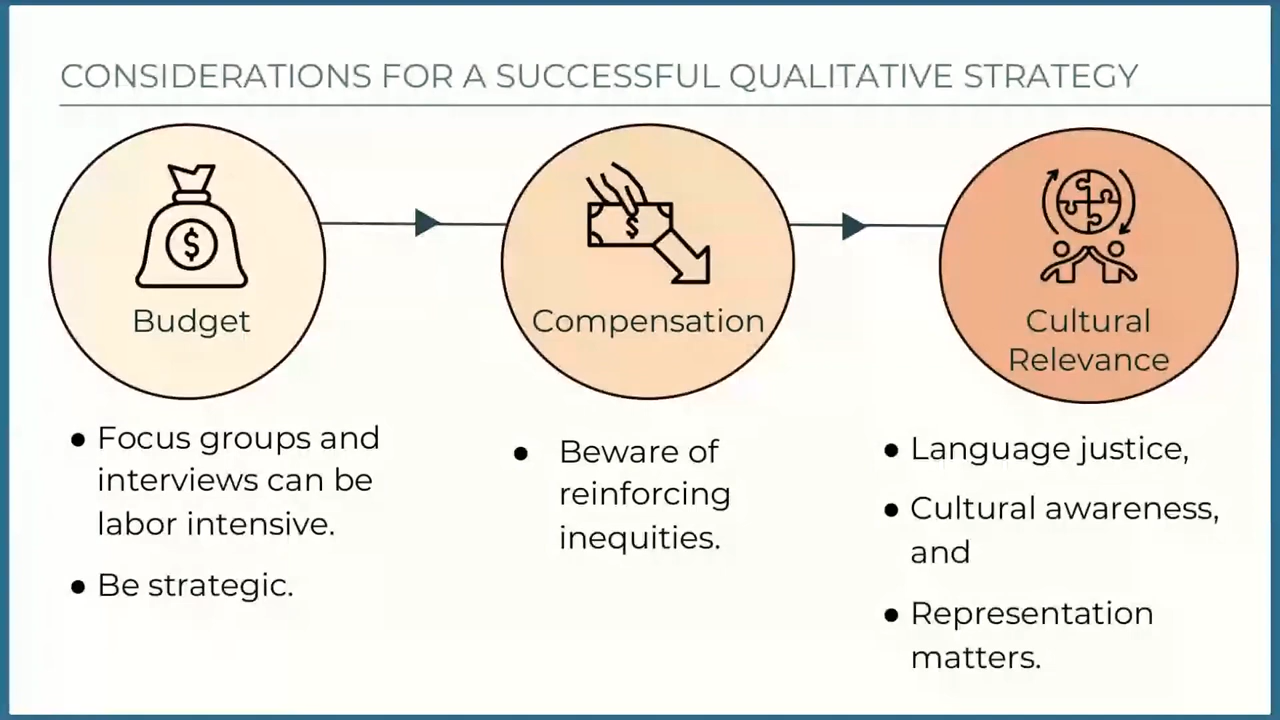 CONSIDERATIONS FOR A SUCCESSFUL QUALITATIVE STRATEGY
$
Budget
● Focus groups and
interviews can be
labor intensive.
● Be strategic.
$
Compensation
● Beware of
reinforcing
inequities.
Cultural
Relevance
● Language justice,
● Cultural awareness,
and
● Representation
matters.